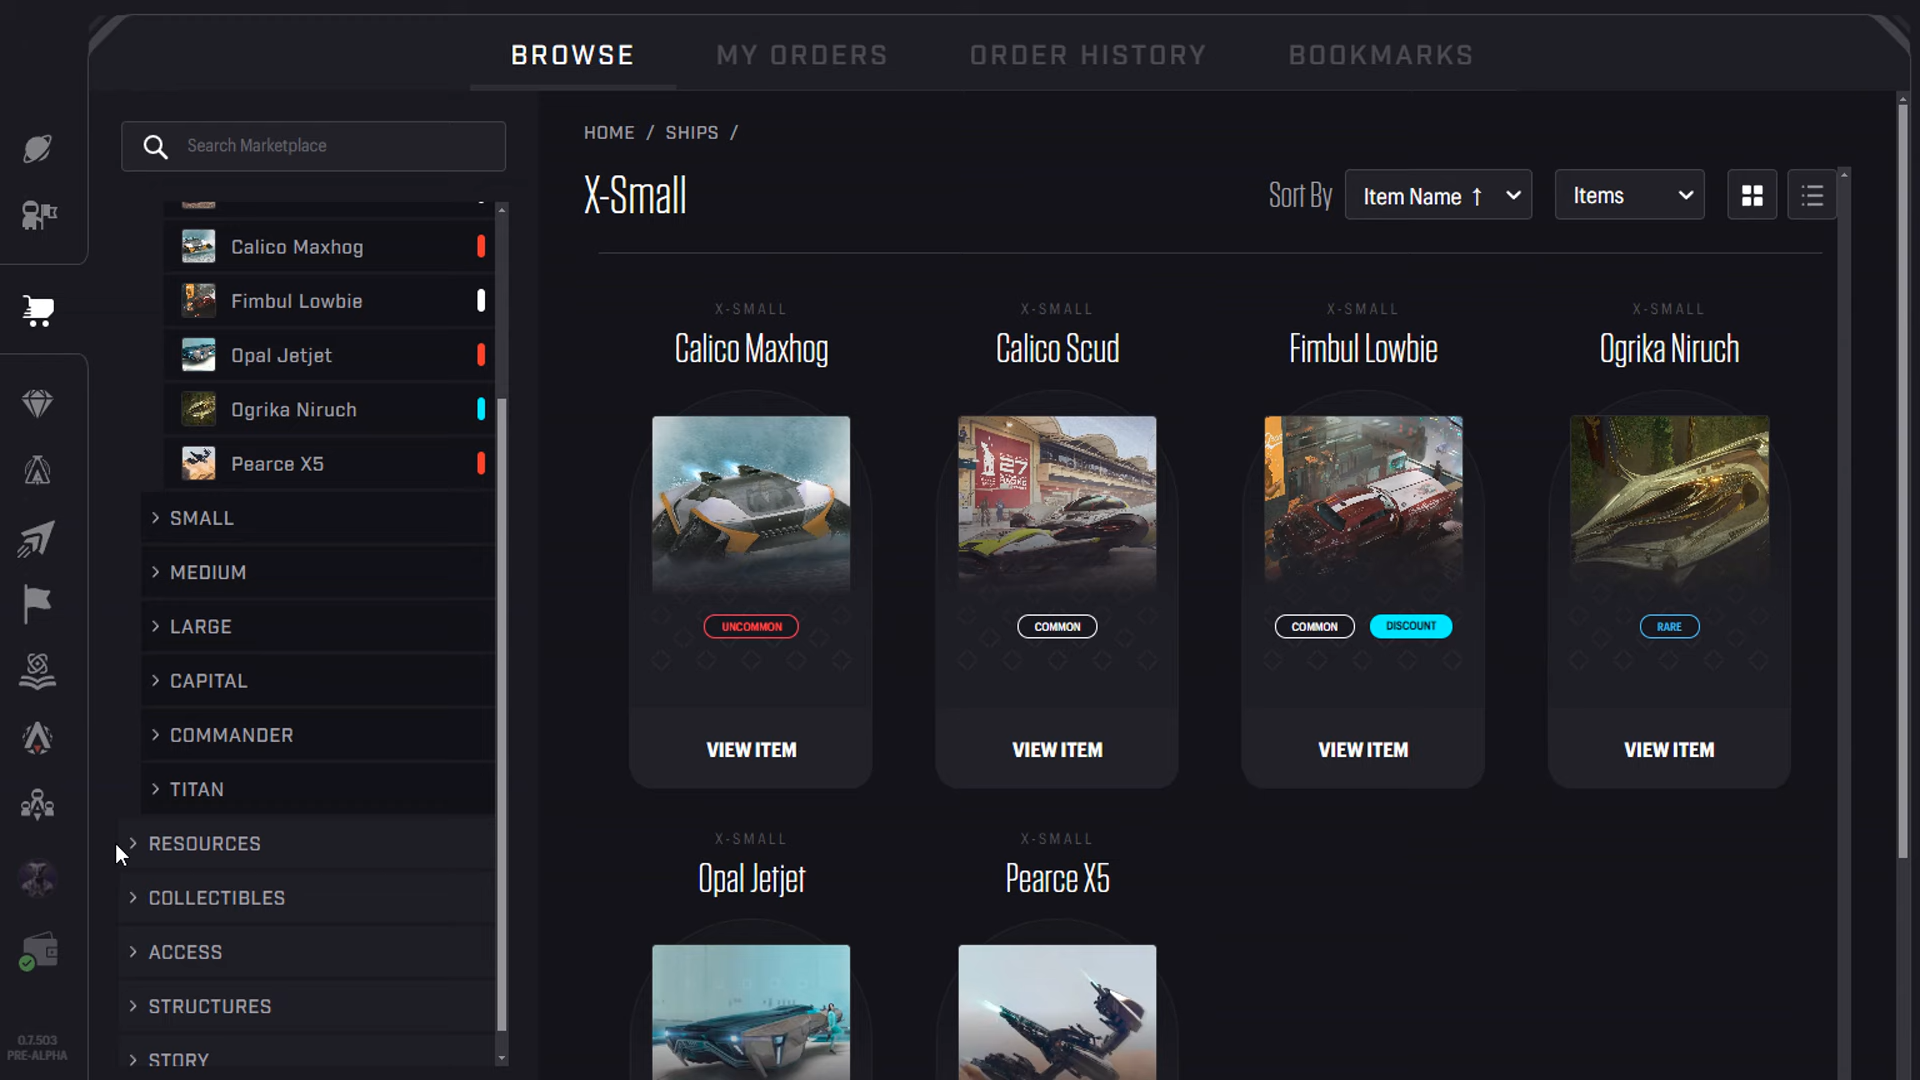 BROWSE
MY ORDERS
ORDER HISTORY
BOOKMARKS
Search Marketplace
Calico Maxhog
Fimbul Lowbie
Opal Jetjet
Ogrika Niruch
Pearce X5
SMALL
MEDIUM
LARGE
CAPITAL
COMMANDER
TITAN
RESOURCES
COLLECTIBLES
ACCESS
STRUCTURES
STORY
0.7.503
PRE-ALPHA
HOME / SHIPS /
X-Small
Sort By
Item Name ↑
Items
X-SMALL
Calico Maxhog
UNCOMMON
VIEW ITEM
X-SMALL
Calico Scud
27
COMMON
VIEW ITEM
X-SMALL
Fimbul Lowbie
COMMON
DISCOUNT
VIEW ITEM
X-SMALL
Ogrika Niruch
RARE
VIEW ITEM
X-SMALL
Opal Jetjet
X-SMALL
Pearce X5